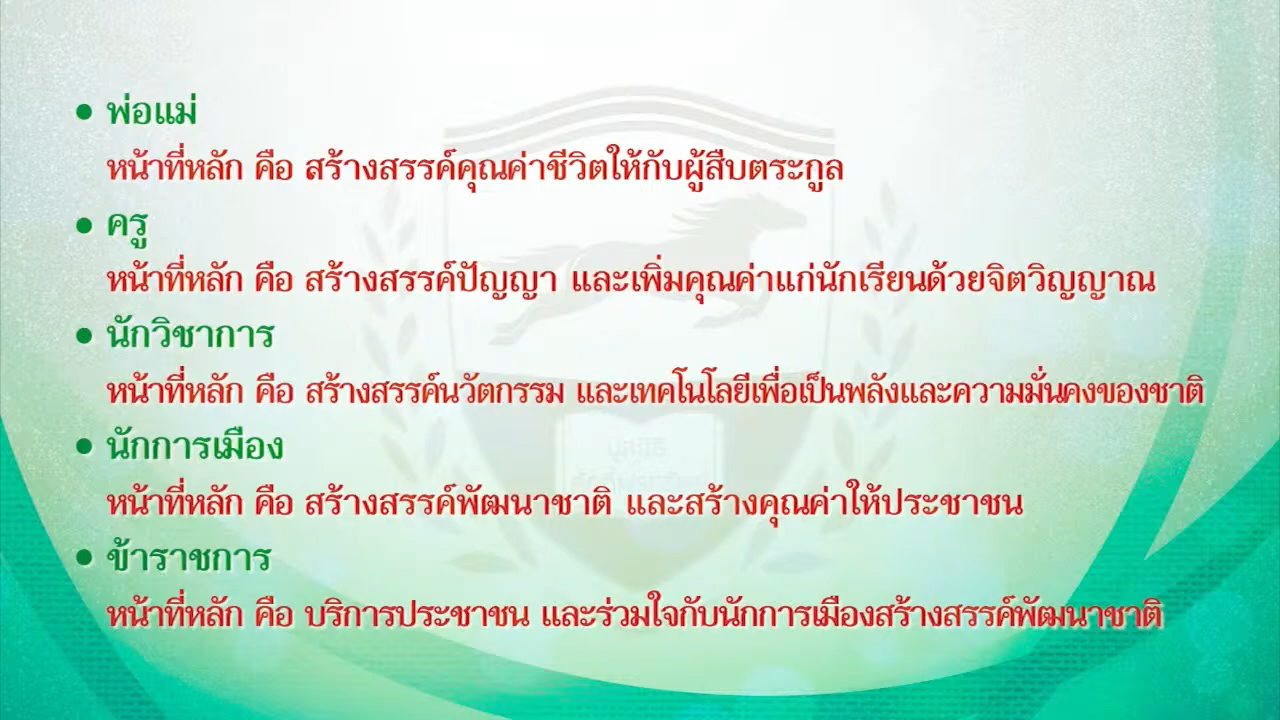 • พ่อแม่
หน้าที่หลัก คือ สร้างสรรค์คุณค่าชีวิตให้กับผู้สืบตระกูล
• ครู
หน้าที่หลัก คือ สร้างสรรค์ปัญญา และเพิ่มคุณค่าแก่นักเรียนด้วยจิตวิญญาณ
• นักวิชาการ
หน้าที่หลัก คือ สร้างสรรค์นวัตกรรม และเทคโนโลยีเพื่อเป็นพลังและความมั่นคงของชาติ
• นักการเมือง
หน้าที่หลัก คือ สร้างสรรค์พัฒนาชาติ และสร้างคุณค่าให้ประชาชน
• ข้าราชการ
หน้าที่หลัก คือ บริการประชาชน และร่วมใจกับนักการเมืองสร้างสรรค์พัฒนาชาติ
มูลนิธิ